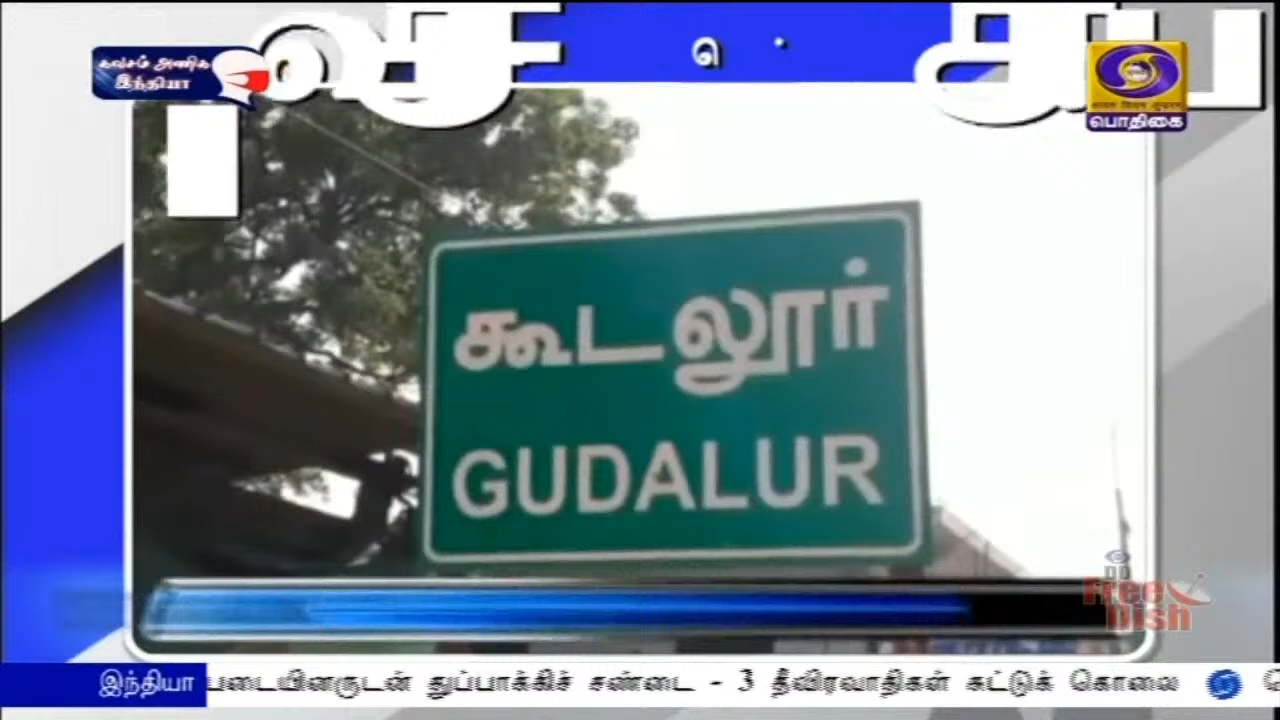 கவசம் அணிக
இந்தியா
பொதிகை
கூடலூர்
GUDALUR
DD
Free
Dish
இந்தியா படையினருடன் துப்பாக்கிச் சண்டை - 3 தீவிரவாதிகள் சுட்டுக் கொலை